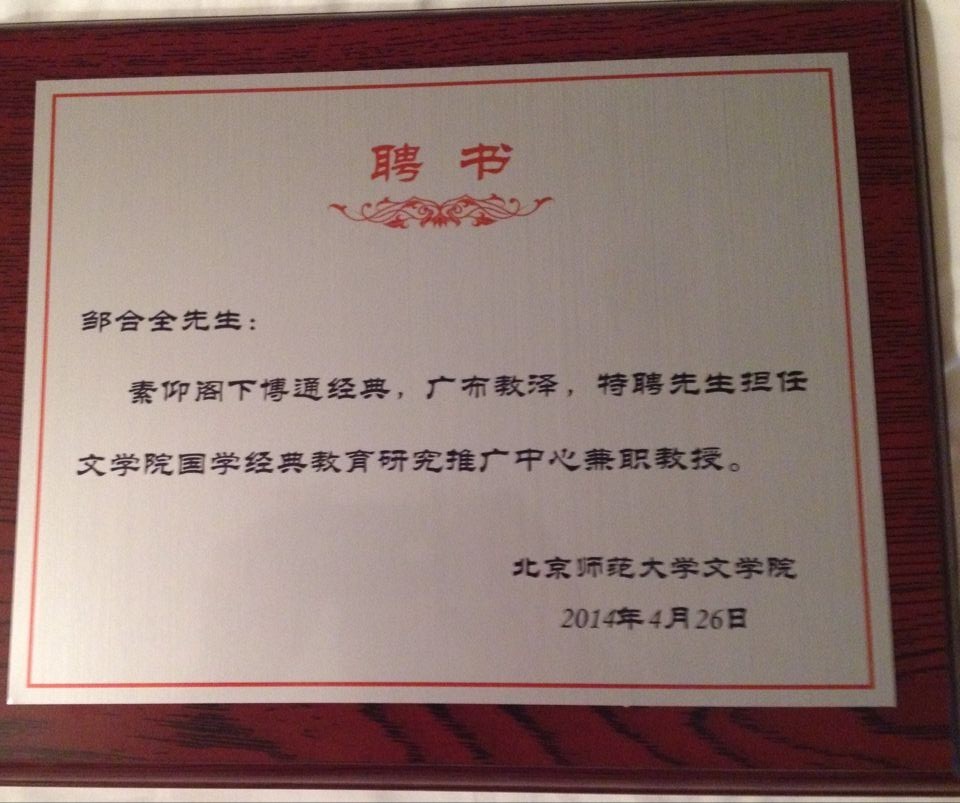 聘 书
邹合全先生：
素仰阁下博通经典，广布教泽，特聘先生担任
文学院国学经典教育研究推广中心兼职教授。
北京师范大学文学院
2014年4月26日